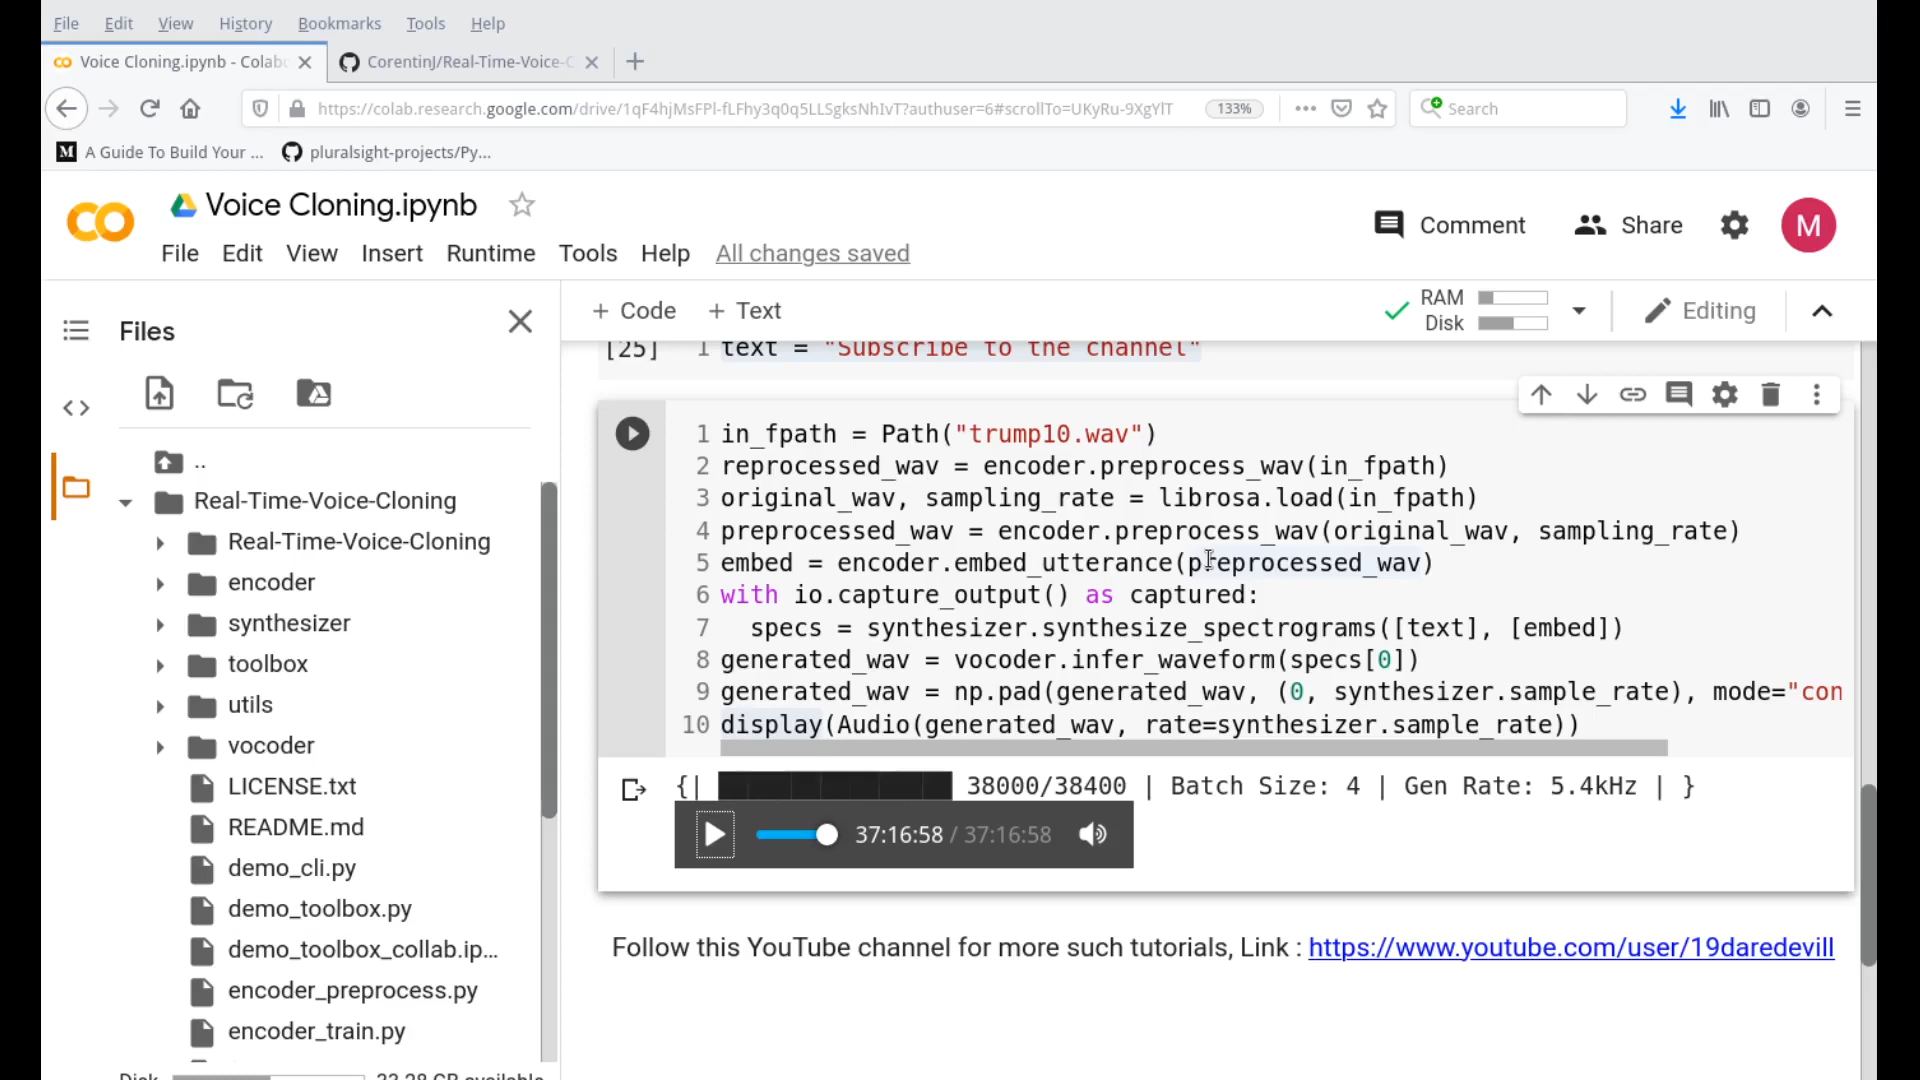 File Edit View History Bookmarks Tools Help
Voice Cloning.ipynb - Colab
CorentinJ/Real-Time-Voice-C
https://colab.research.google.com/drive/1qF4hjMsFPl-fLFhy3q0q5LLSgksNhIvT?authuser=6#scrollTo=UKyRu-9XgYlT
133%
Search
M A Guide To Build Your ...
pluralsight-projects/Py...
Voice Cloning.ipynb
Comment
Share
M
File Edit View Insert Runtime Tools Help All changes saved
+ Code + Text
RAM
Disk
Editing
Files
..
Real-Time-Voice-Cloning
Real-Time-Voice-Cloning
encoder
synthesizer
toolbox
utils
vocoder
LICENSE.txt
README.md
demo_cli.py
demo_toolbox.py
demo_toolbox_collab.ip...
encoder_preprocess.py
encoder_train.py
Disk 33.28 GB available
[25] 1 text = "Subscribe to the channel"
1 in_fpath = Path("trump10.wav")
2 reprocessed_wav = encoder.preprocess_wav(in_fpath)
3 original_wav, sampling_rate = librosa.load(in_fpath)
4 preprocessed_wav = encoder.preprocess_wav(original_wav, sampling_rate)
5 embed = encoder.embed_utterance(preprocessed_wav)
6 with io.capture_output() as captured:
7   specs = synthesizer.synthesize_spectrograms([text], [embed])
8 generated_wav = vocoder.infer_waveform(specs[0])
9 generated_wav = np.pad(generated_wav, (0, synthesizer.sample_rate), mode="con
10 display(Audio(generated_wav, rate=synthesizer.sample_rate))
{| ████████████████ 38000/38400 | Batch Size: 4 | Gen Rate: 5.4kHz | }
37:16:58 / 37:16:58
Follow this YouTube channel for more such tutorials, Link : https://www.youtube.com/user/19daredevill